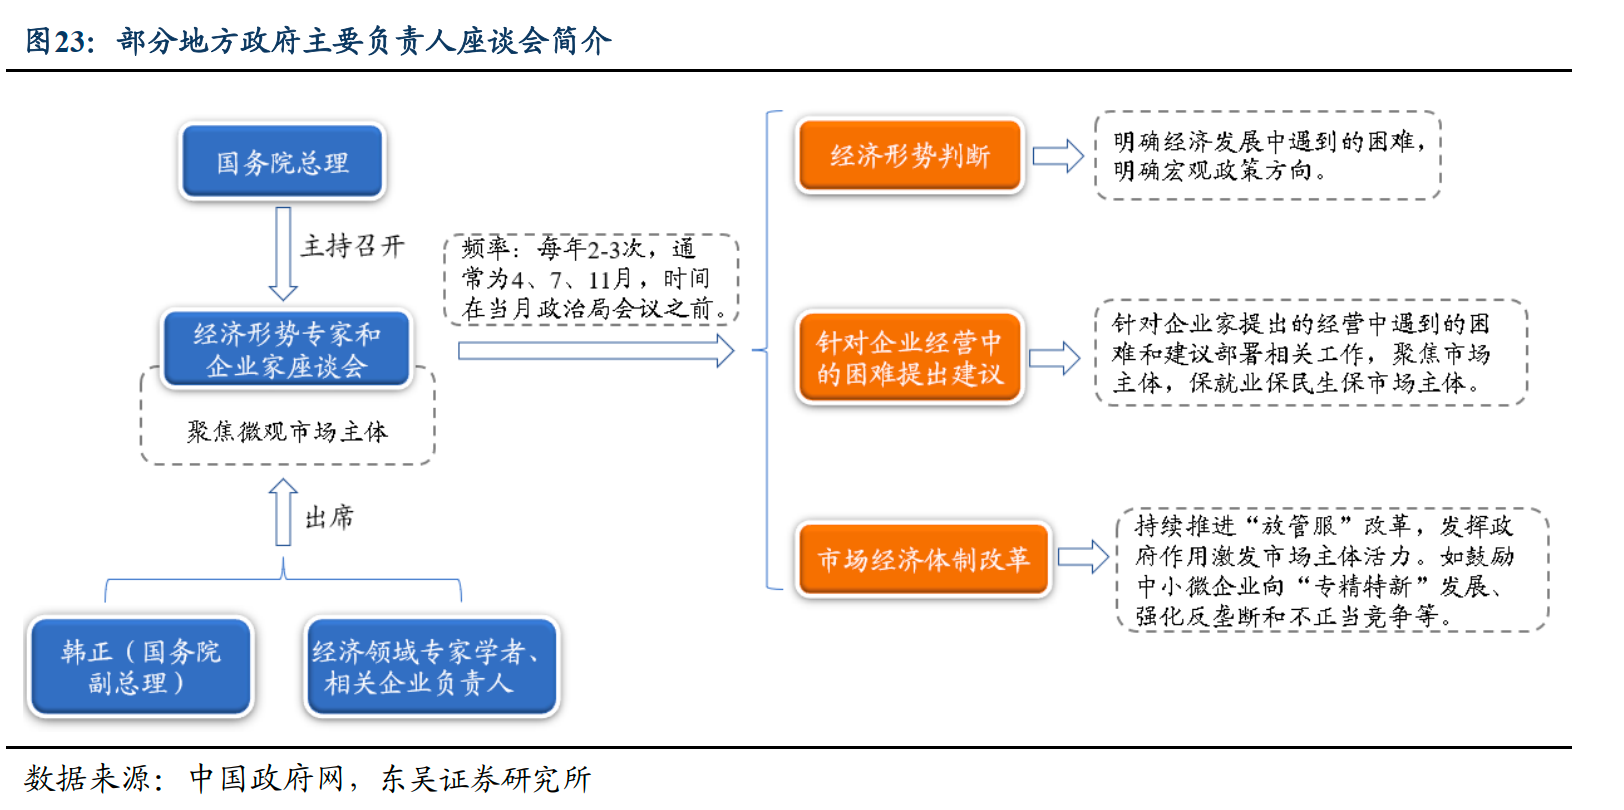 图23：部分地方政府主要负责人座谈会简介
国务院总理
主持召开
经济形势专家和
企业家座谈会
聚焦微观市场主体
出席
韩正（国务院
副总理）
经济领域专家学者、
相关企业负责人
频率：每年2-3次，通
常为4、7、11月，时间
在当月政治局会议之前。
经济形势判断
明确经济发展中遇到的困难，
明确宏观政策方向。
针对企业经营中
的困难提出建议
针对企业家提出的经营中遇到的困
难和建议部署相关工作，聚焦市场
主体，保就业保民生保市场主体。
市场经济体制改革
持续推进“放管服”改革，发挥政
府作用激发市场主体活力。如鼓励
中小微企业向“专精特新”发展、
强化反垄断和不正当竞争等。
数据来源：中国政府网，东吴证券研究所